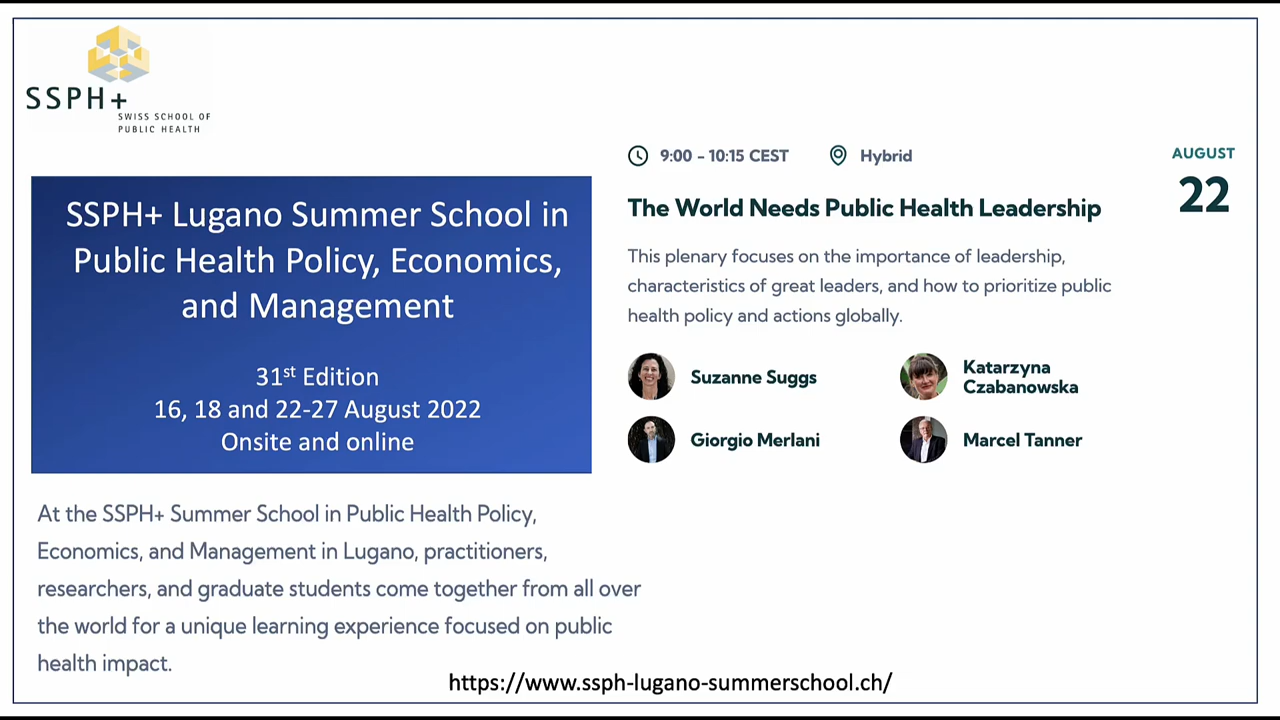 SSPH+
SWISS SCHOOL OF
PUBLIC HEALTH
SSPH+ Lugano Summer School in
Public Health Policy, Economics,
and Management
31st Edition
16, 18 and 22-27 August 2022
Onsite and online
At the SSPH+ Summer School in Public Health Policy,
Economics, and Management in Lugano, practitioners,
researchers, and graduate students come together from all over
the world for a unique learning experience focused on public
health impact.
9:00 - 10:15 CEST
Hybrid
AUGUST
22
The World Needs Public Health Leadership
This plenary focuses on the importance of leadership,
characteristics of great leaders, and how to prioritize public
health policy and actions globally.
Suzanne Suggs
Katarzyna
Czabanowska
Giorgio Merlani
Marcel Tanner
https://www.ssph-lugano-summerschool.ch/